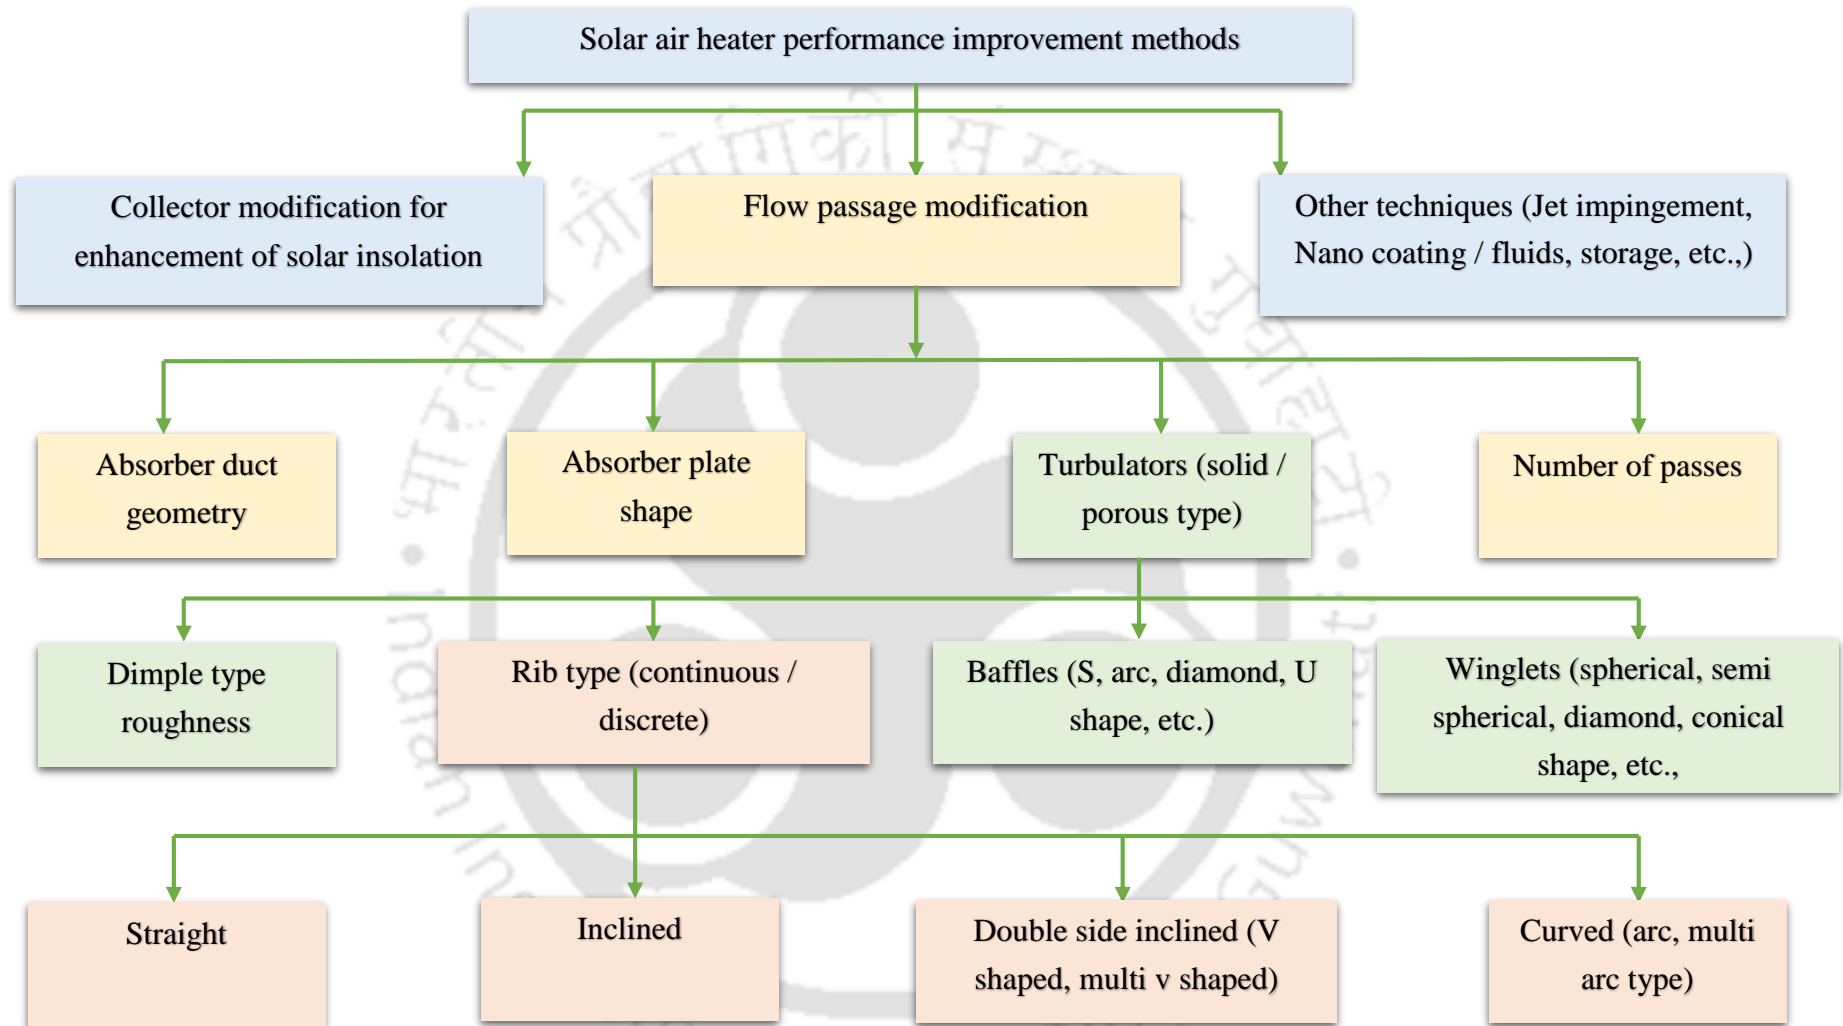 Solar air heater performance improvement methods
Collector modification for
enhancement of solar insolation
Flow passage modification
Other techniques (Jet impingement,
Nano coating / fluids, storage, etc.,)
Absorber duct
geometry
Absorber plate
shape
Turbulators (solid /
porous type)
Number of passes
Dimple type
roughness
Rib type (continuous /
discrete)
Baffles (S, arc, diamond, U
shape, etc.)
Winglets (spherical, semi
spherical, diamond, conical
shape, etc.,
Straight
Inclined
Double side inclined (V
shaped, multi v shaped)
Curved (arc, multi
arc type)